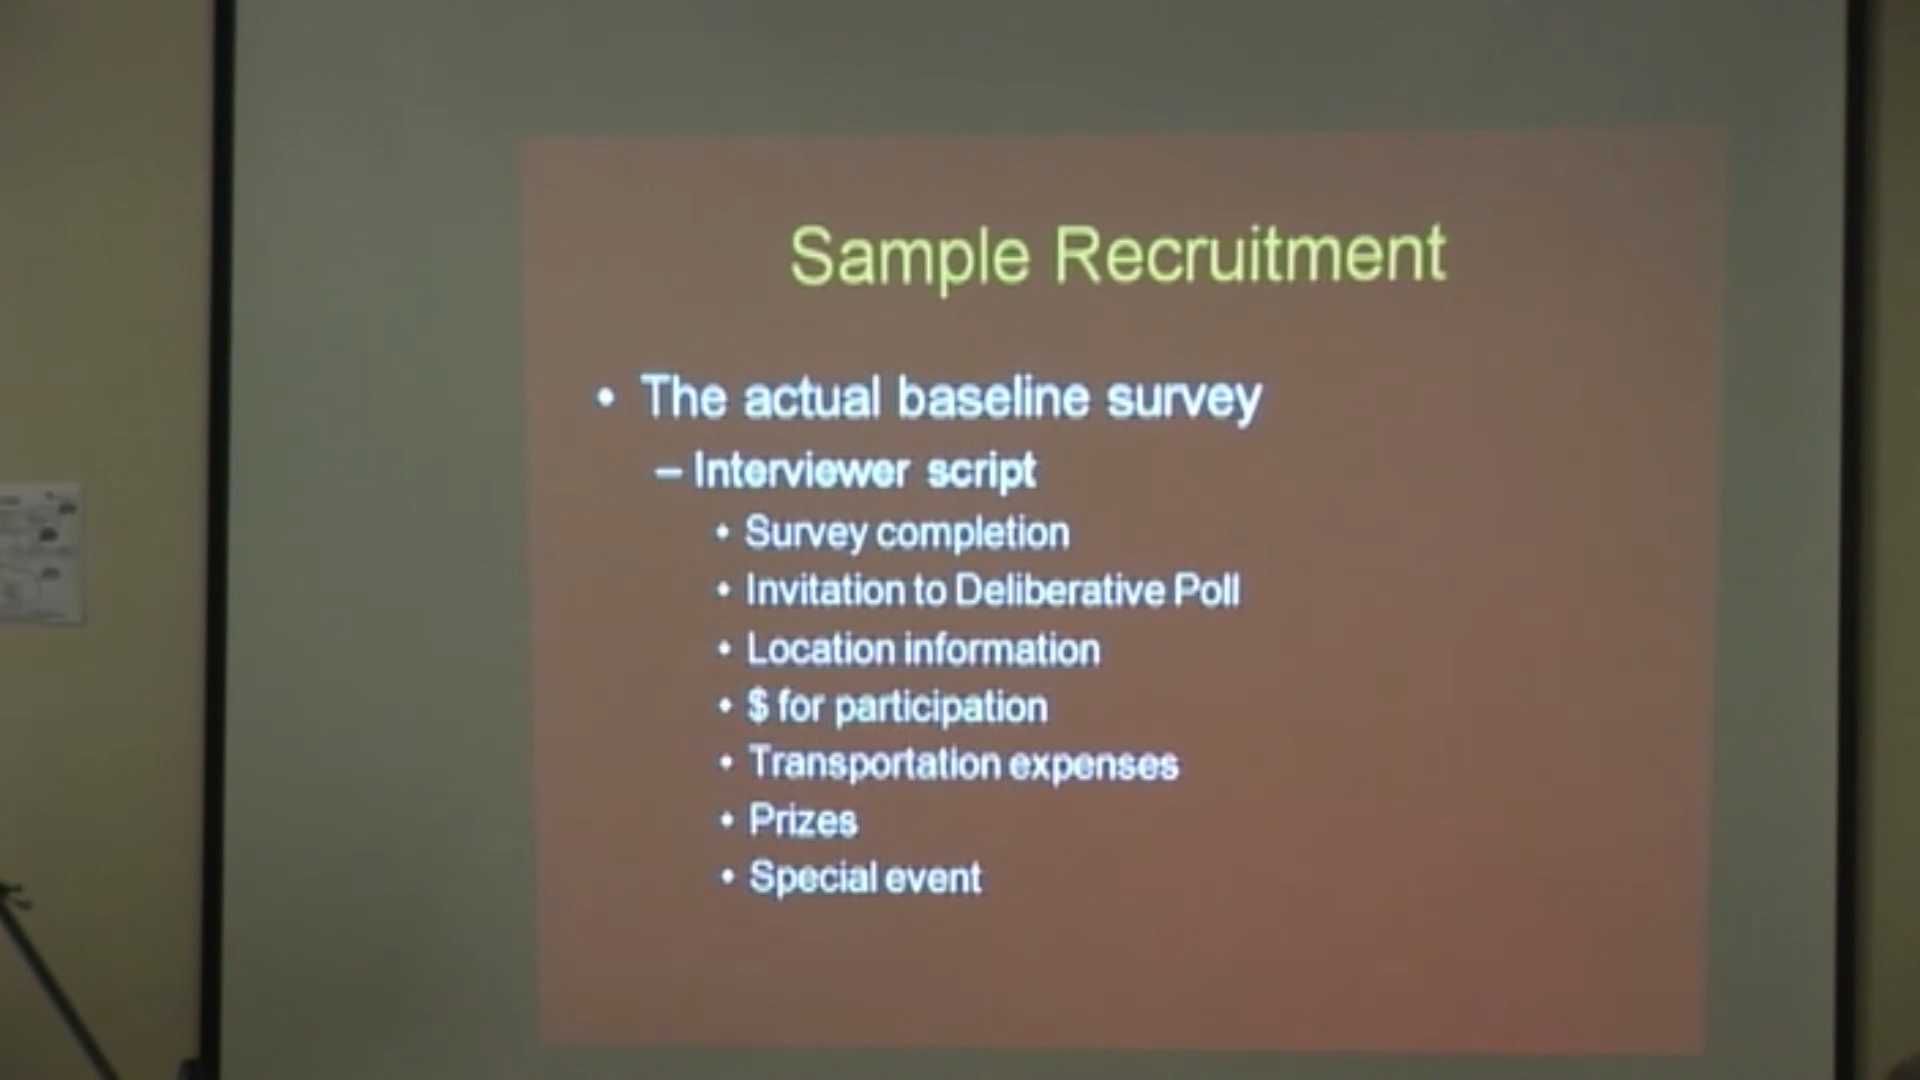 Sample Recruitment
• The actual baseline survey
– Interviewer script
• Survey completion
• Invitation to Deliberative Poll
• Location information
• $ for participation
• Transportation expenses
• Prizes
• Special event